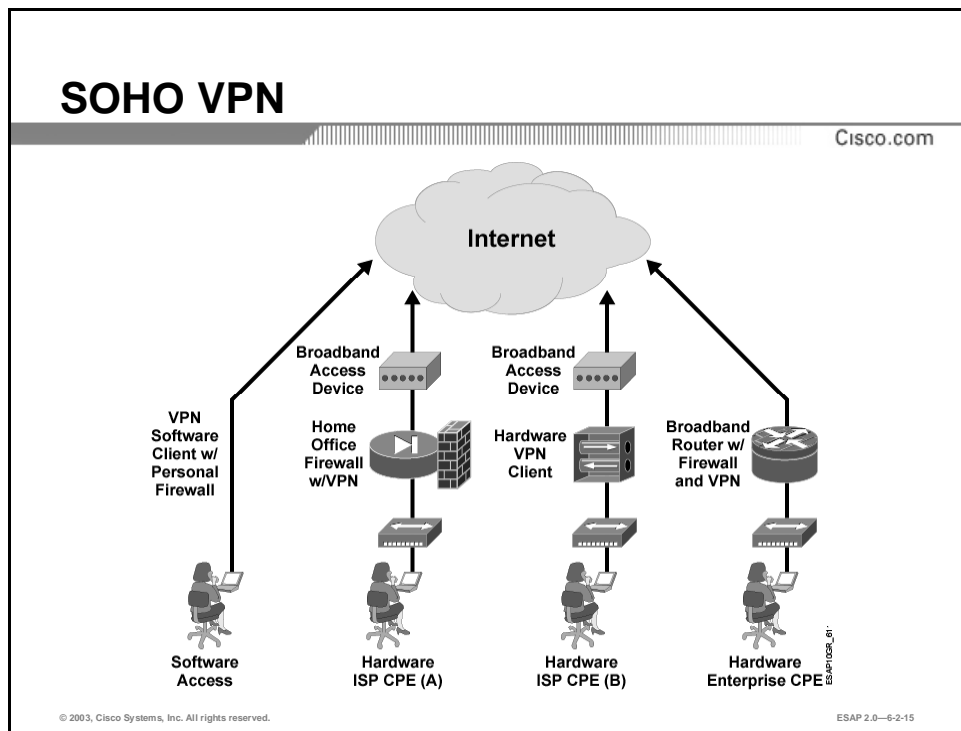 SOHO VPN
Cisco.com
Internet
Broadband
Access
Device
Broadband
Access
Device
VPN
Software
Client w/
Personal
Firewall
Home
Office
Firewall
w/VPN
Hardware
VPN
Client
Broadband
Router w/
Firewall
and VPN
Software
Access
Hardware
ISP CPE (A)
Hardware
ISP CPE (B)
Hardware
Enterprise CPE
ESAP10GR_61
© 2003, Cisco Systems, Inc. All rights reserved.
ESAP 2.0—6-2-15